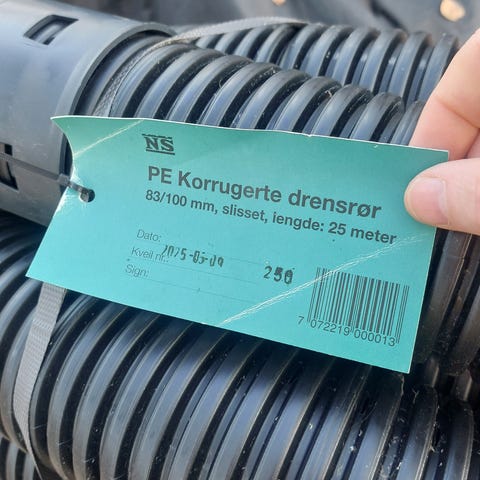 NS
PE Korrugerte drensrør
83/100 mm, slisset, iengde: 25 meter
Dato:
Kveil nr.: 2025-05-09 250
Sign:
7 072219 000013